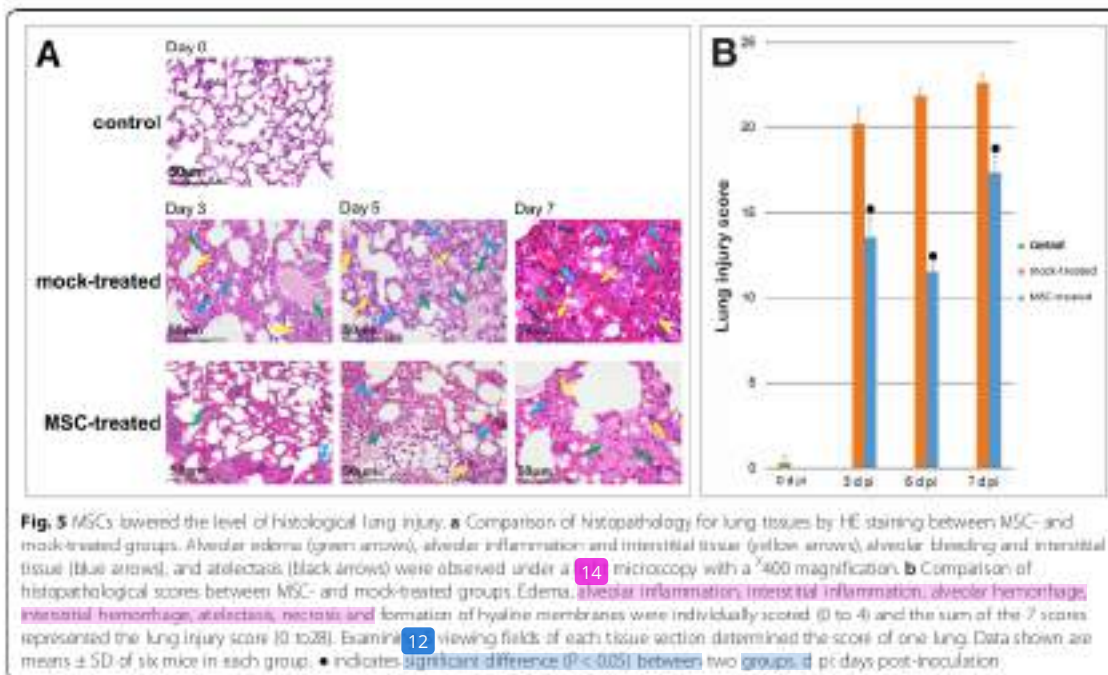 A
Day 0
control
50μm
Day 3
Day 5
Day 7
mock-treated
50μm
50μm
50μm
MSC-treated
50μm
50μm
50μm
B
25
20
15
10
5
0
Lung injury score
0 d pi
3 d pi
5 d pi
7 d pi
control
mock-treated
MSC-treated
Fig. 5 MSCs lowered the level of histological lung injury. a Comparison of histopathology for lung tissues by HE staining between MSC- and
mock-treated groups. Alveolar edema (green arrows), alveolar inflammation and interstitial tissue (yellow arrows), alveolar bleeding and interstitial
tissue (blue arrows), and atelectasis (black arrows) were observed under a 14 microscopy with a ×400 magnification. b Comparison of
histopathological scores between MSC- and mock-treated groups. Edema, alveolar inflammation, interstitial inflammation, alveolar hemorrhage,
interstitial hemorrhage, atelectasis, necrosis and formation of hyaline membranes were individually scored (0 to 4) and the sum of the 7 scores
represented the lung injury score (0 to28). Examine 12 viewing fields of each tissue section determined the score of one lung. Data shown are
means ± SD of six mice in each group. ● indicates significant difference (P < 0.05) between two groups. d pi: days post-inoculation